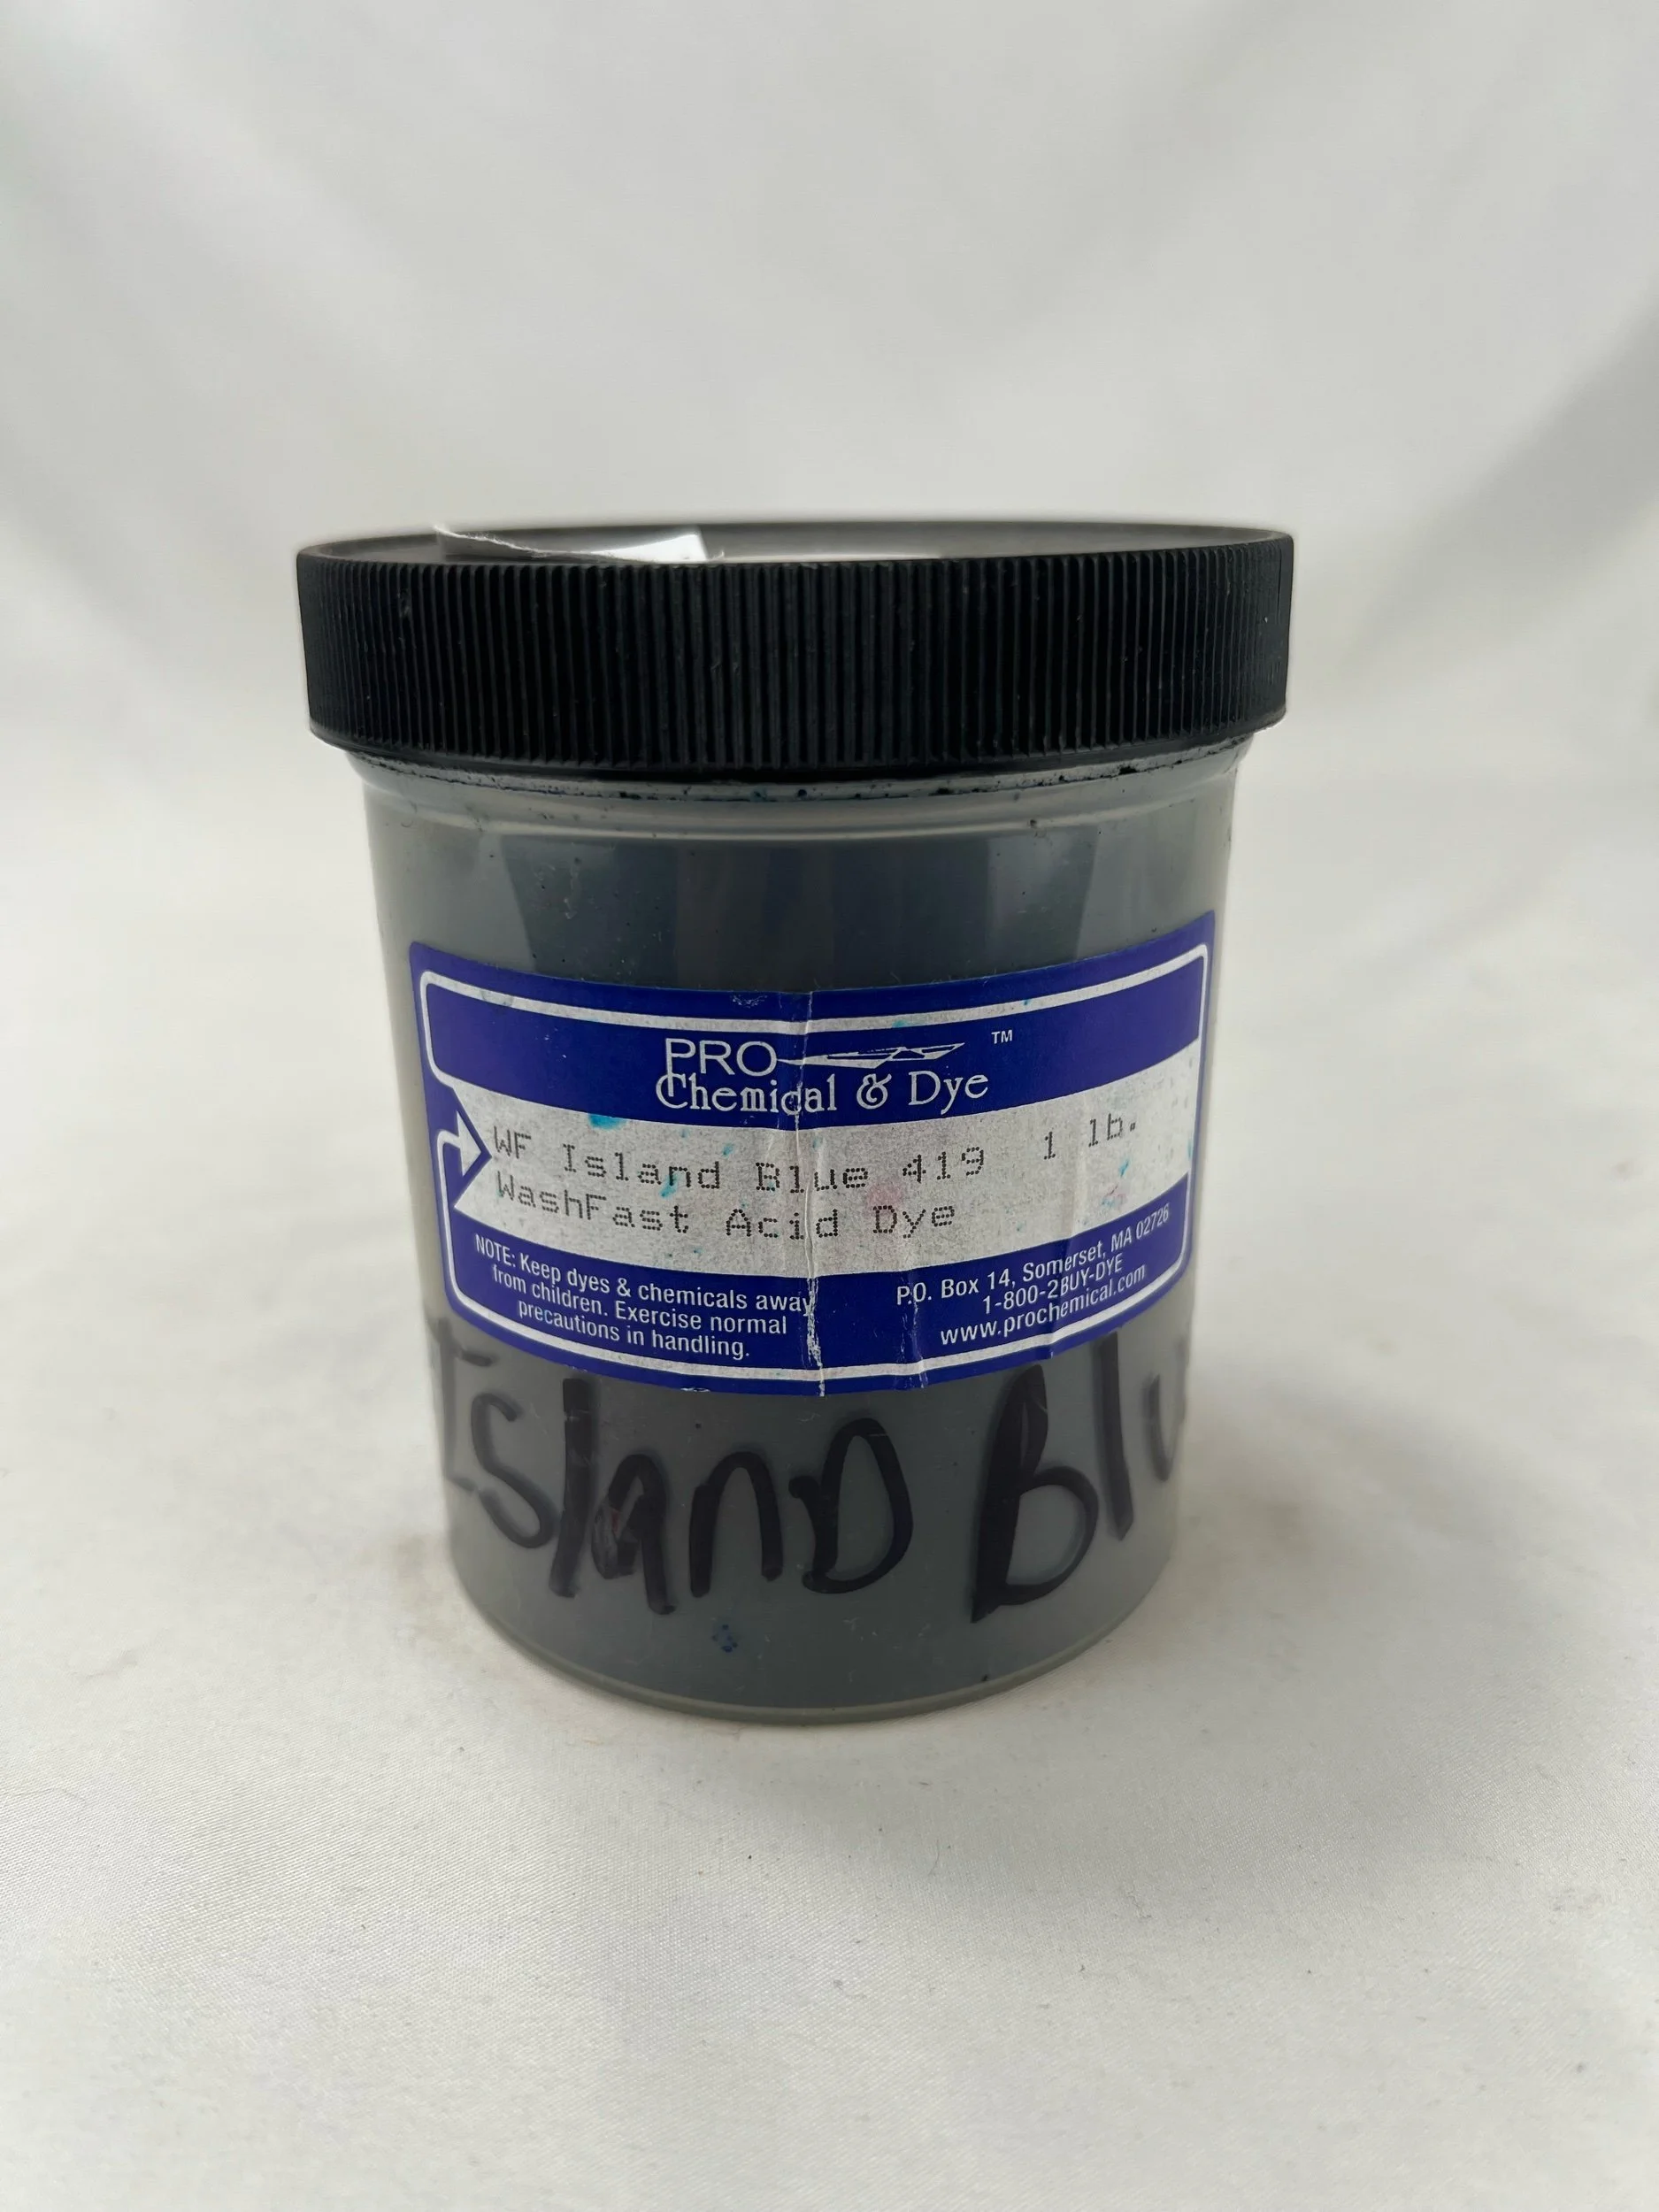 PRO ™
Chemical & Dye
WF Island Blue 419 1 lb.
WashFast Acid Dye
NOTE: Keep dyes & chemicals away
from children. Exercise normal
precautions in handling.
P.O. Box 14, Somerset, MA 02726
1-800-2BUY-DYE
www.prochemical.com
Island Blu